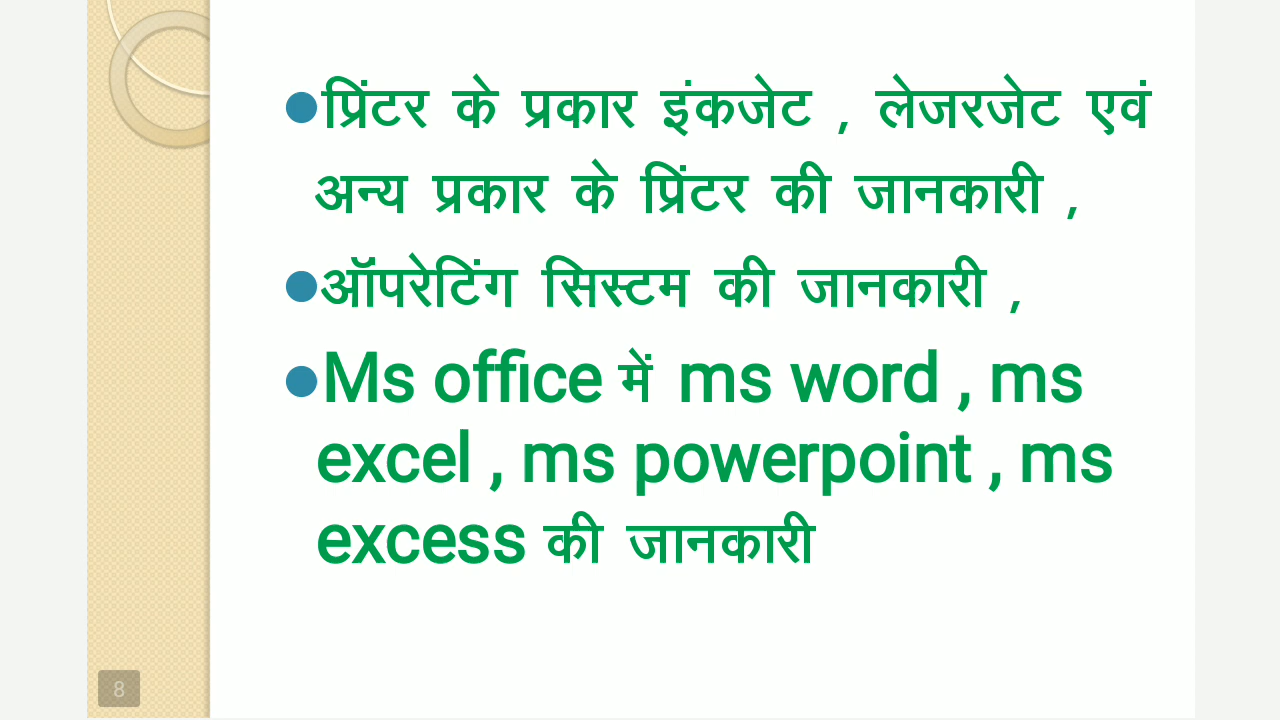 प्रिंटर के प्रकार इंकजेट , लेजरजेट एवं
अन्य प्रकार के प्रिंटर की जानकारी ,
ऑपरेटिंग सिस्टम की जानकारी ,
Ms office में ms word , ms
excel , ms powerpoint , ms
excess की जानकारी
8